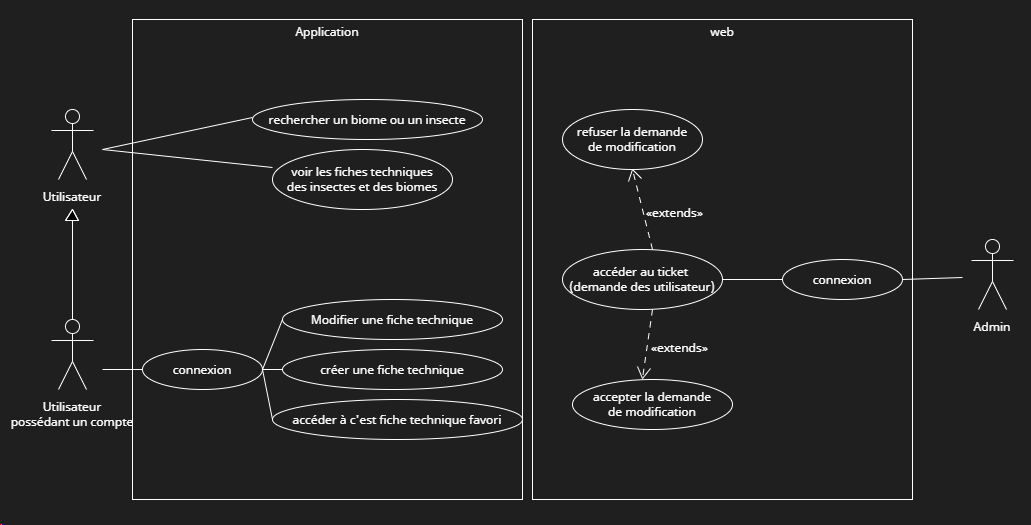 Application
rechercher un biome ou un insecte
voir les fiches techniques
des insectes et des biomes
Utilisateur
Modifier une fiche technique
connexion
créer une fiche technique
accéder à c'est fiche technique favori
Utilisateur
possédant un compte
web
refuser la demande
de modification
«extends»
accéder au ticket
(demande des utilisateur)
connexion
Admin
«extends»
accepter la demande
de modification